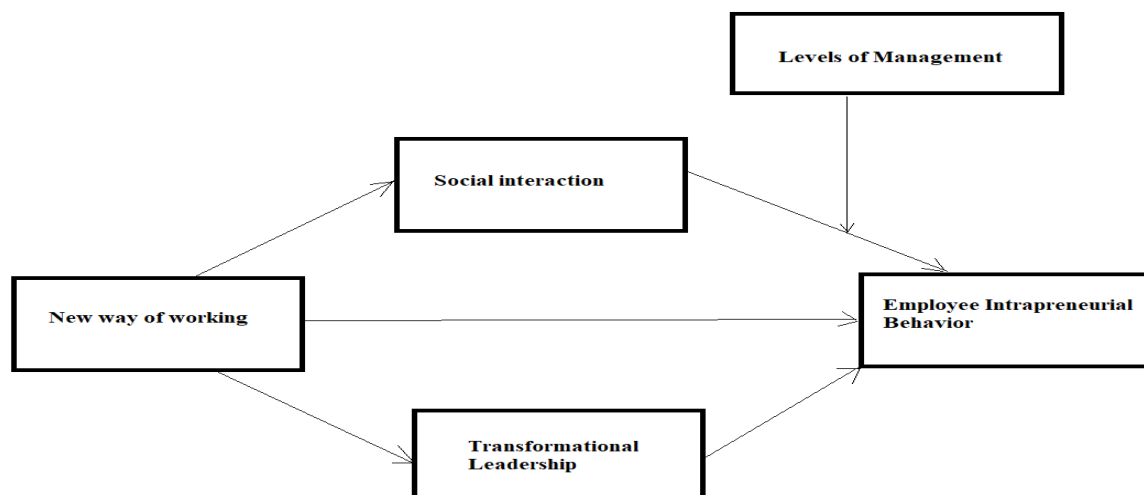 Levels of Management
Social interaction
New way of working
Employee Intrapreneurial
Behavior
Transformational
Leadership